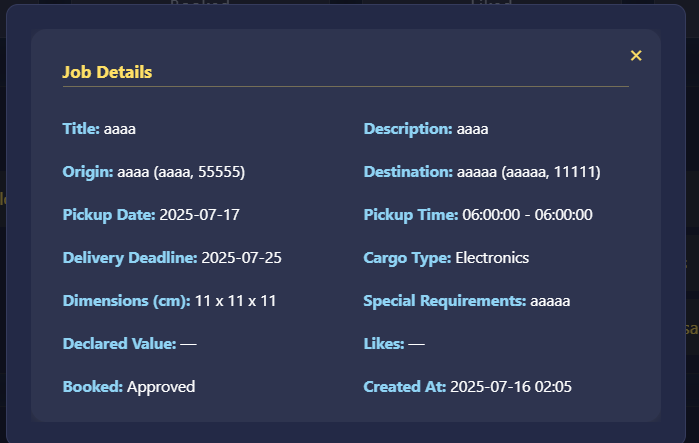 Booked Liked
Job Details ×
Title: aaaa Description: aaaa
Origin: aaaa (aaaa, 55555) Destination: aaaaa (aaaaa, 11111)
Pickup Date: 2025-07-17 Pickup Time: 06:00:00 - 06:00:00
Delivery Deadline: 2025-07-25 Cargo Type: Electronics
Dimensions (cm): 11 x 11 x 11 Special Requirements: aaaaa
Declared Value: — Likes: —
Booked: Approved Created At: 2025-07-16 02:05